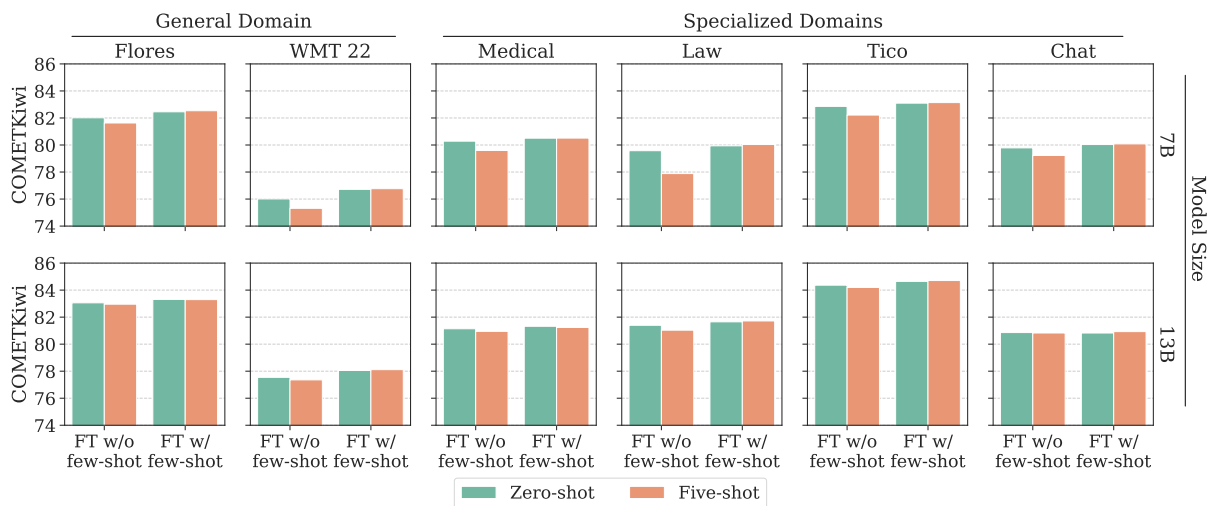 General Domain
Specialized Domains
Flores
WMT 22
Medical
Law
Tico
Chat
COMETKiwi
86
84
82
80
78
76
74
7B
COMETKiwi
86
84
82
80
78
76
74
13B
Model Size
FT w/o few-shot
FT w/ few-shot
FT w/o few-shot
FT w/ few-shot
FT w/o few-shot
FT w/ few-shot
FT w/o few-shot
FT w/ few-shot
FT w/o few-shot
FT w/ few-shot
FT w/o few-shot
FT w/ few-shot
Zero-shot
Five-shot